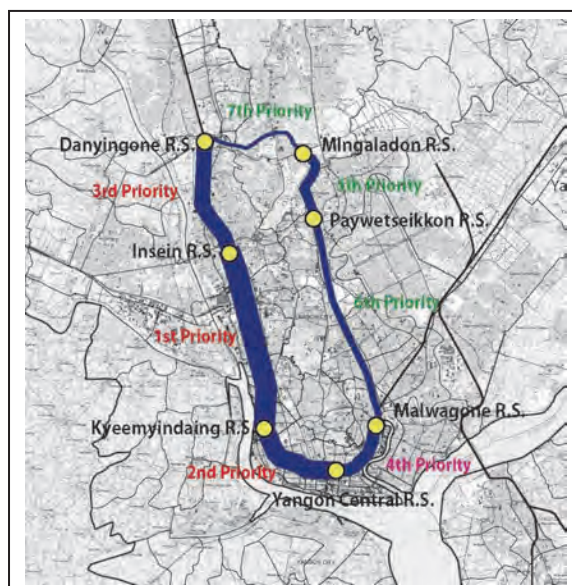 7th Priority
Danyingone R.S.
Mingaladon R.S.
3rd Priority
5th Priority
Paywetseikkon R.S.
Insein R.S.
6th Priority
1st Priority
Malwagone R.S.
Kyeemyindaing R.S.
2nd Priority
4th Priority
Yangon Central R.S.